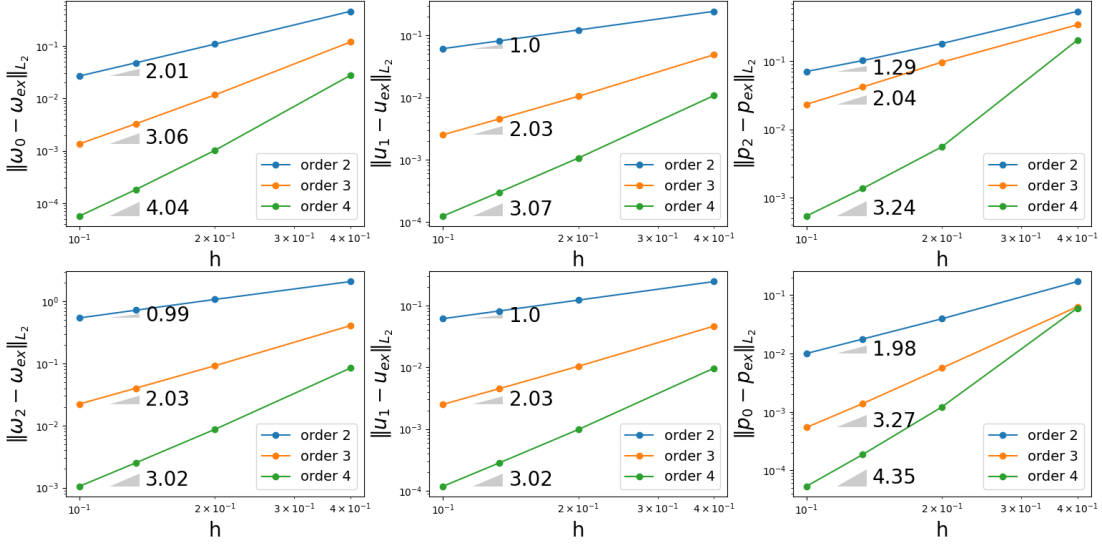 ‖ω₀ − ωₑₓ‖L₂
10⁻¹
10⁻²
10⁻³
10⁻⁴
2.01
3.06
4.04
order 2
order 3
order 4
10⁻¹
2 × 10⁻¹
3 × 10⁻¹
4 × 10⁻¹
h
‖u₁ − uₑₓ‖L₂
10⁻¹
10⁻²
10⁻³
10⁻⁴
1.0
2.03
3.07
order 2
order 3
order 4
10⁻¹
2 × 10⁻¹
3 × 10⁻¹
4 × 10⁻¹
h
‖p₂ − pₑₓ‖L₂
10⁻¹
10⁻²
10⁻³
1.29
2.04
3.24
order 2
order 3
order 4
10⁻¹
2 × 10⁻¹
3 × 10⁻¹
4 × 10⁻¹
h
‖ω₂ − ωₑₓ‖L₂
10⁰
10⁻¹
10⁻²
10⁻³
0.99
2.03
3.02
order 2
order 3
order 4
10⁻¹
2 × 10⁻¹
3 × 10⁻¹
4 × 10⁻¹
h
‖u₁ − uₑₓ‖L₂
10⁻¹
10⁻²
10⁻³
10⁻⁴
1.0
2.03
3.02
order 2
order 3
order 4
10⁻¹
2 × 10⁻¹
3 × 10⁻¹
4 × 10⁻¹
h
‖p₀ − pₑₓ‖L₂
10⁻¹
10⁻²
10⁻³
10⁻⁴
1.98
3.27
4.35
order 2
order 3
order 4
10⁻¹
2 × 10⁻¹
3 × 10⁻¹
4 × 10⁻¹
h